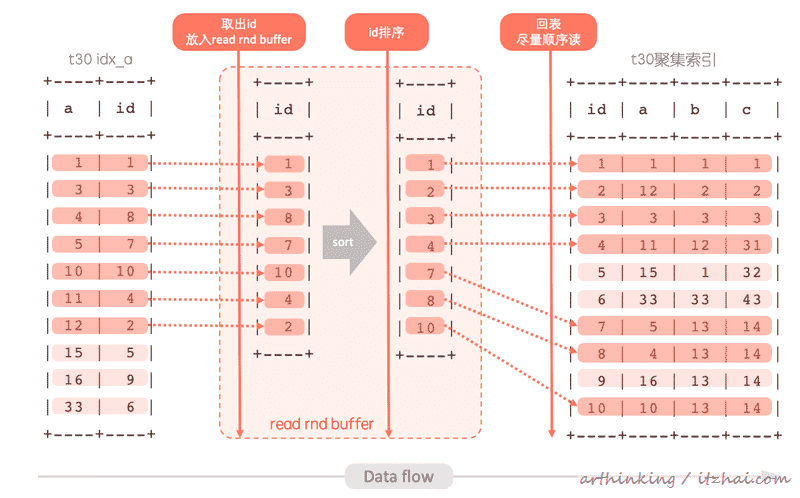 取出id
放入read rnd buffer
id排序
回表
尽量顺序读
t30 idx_a
t30聚集索引
+----+----+
| a | id |
+----+----+
| 1 | 1 |
| 3 | 3 |
| 4 | 8 |
| 5 | 7 |
| 10 | 10 |
| 11 | 4 |
| 12 | 2 |
| 15 | 5 |
| 16 | 9 |
| 33 | 6 |
+----+----+
+----+
| id |
+----+
| 1 |
| 3 |
| 8 |
| 7 |
| 10 |
| 4 |
| 2 |
+----+
sort
+----+
| id |
+----+
| 1 |
| 2 |
| 3 |
| 4 |
| 7 |
| 8 |
| 10 |
+----+
read rnd buffer
+----+----+----+----+
| id | a | b | c |
+----+----+----+----+
| 1 | 1 | 1 | 1 |
| 2 | 12 | 2 | 2 |
| 3 | 3 | 3 | 3 |
| 4 | 11 | 12 | 31 |
| 5 | 15 | 1 | 32 |
| 6 | 33 | 33 | 43 |
| 7 | 5 | 13 | 14 |
| 8 | 4 | 13 | 14 |
| 9 | 16 | 13 | 14 |
| 10 | 10 | 13 | 14 |
+----+----+----+----+
Data flow
arthinking / itzhai.com